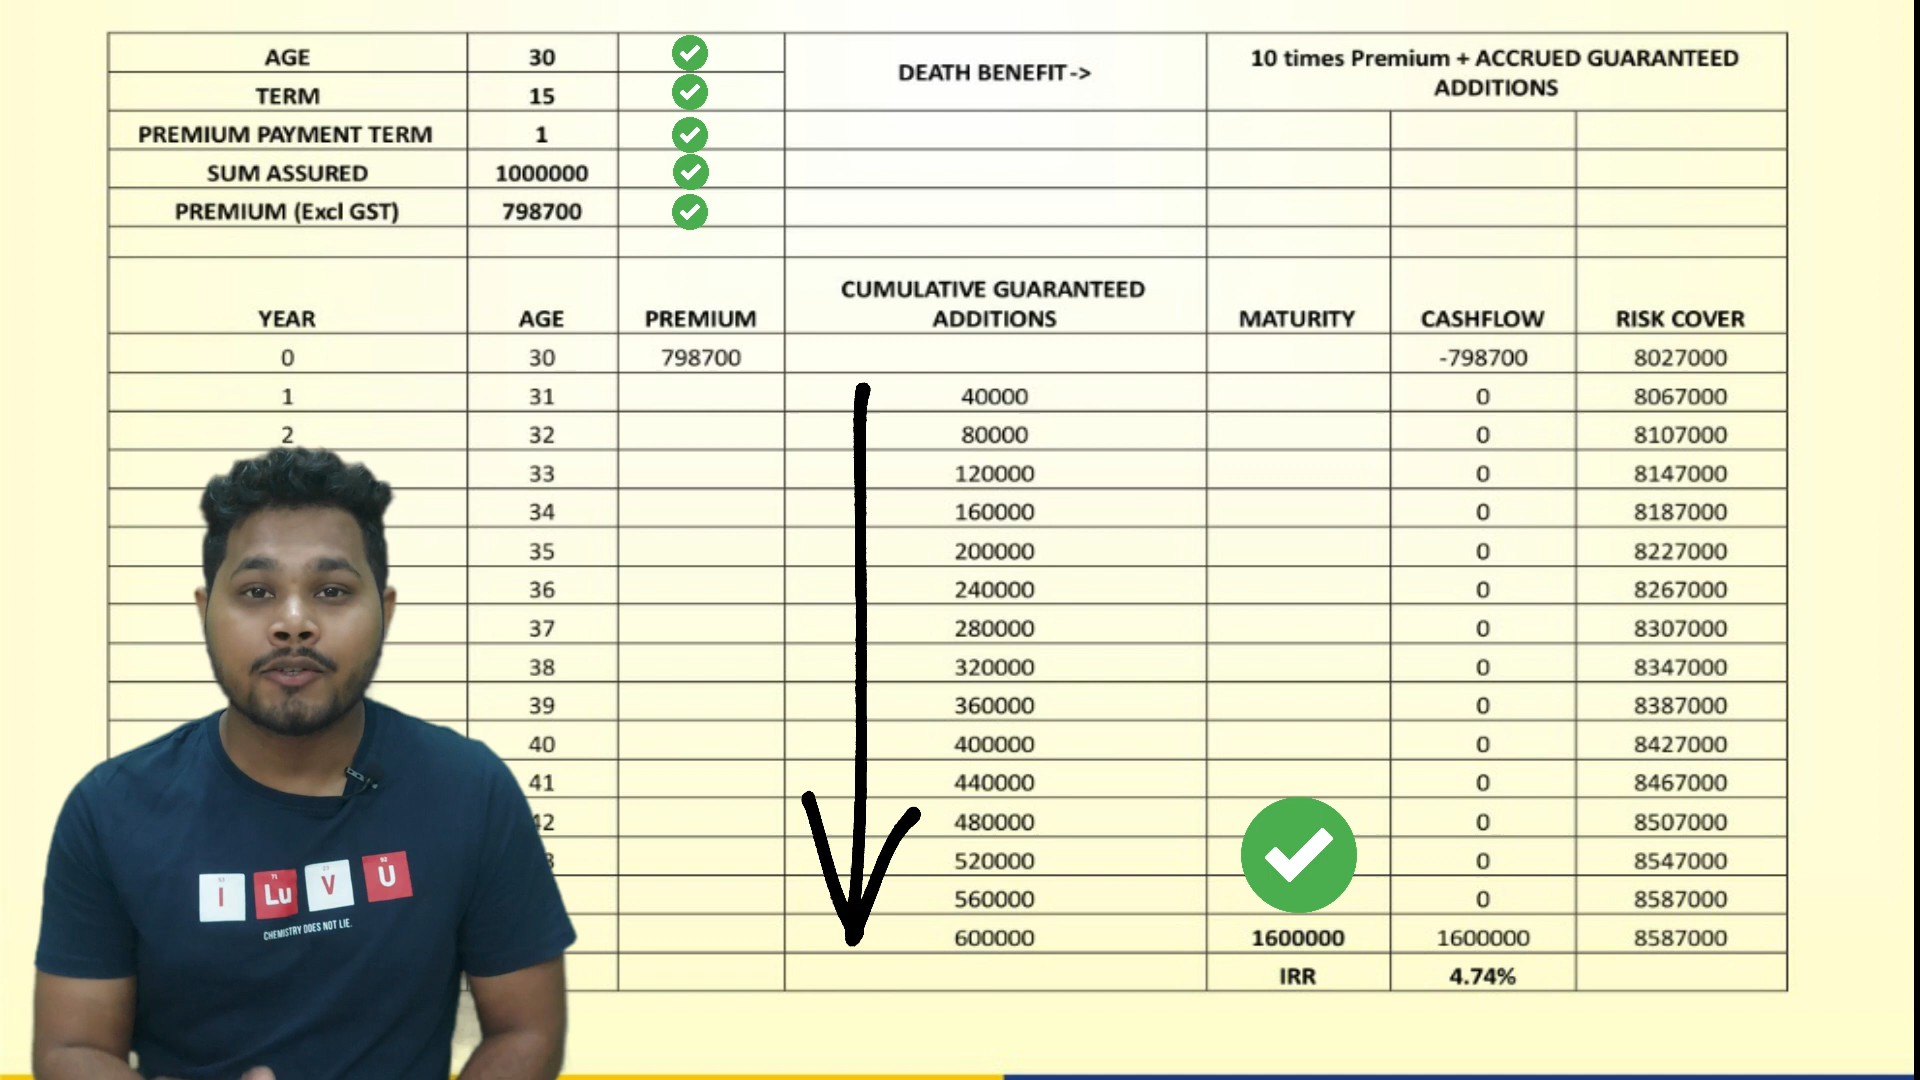 AGE 30
DEATH BENEFIT->
10 times Premium + ACCRUED GUARANTEED
ADDITIONS
TERM 15
PREMIUM PAYMENT TERM 1
SUM ASSURED 1000000
PREMIUM (Excl GST) 798700
CUMULATIVE GUARANTEED
YEAR AGE PREMIUM ADDITIONS MATURITY CASHFLOW RISK COVER
0 30 798700 -798700 8027000
1 31 40000 0 8067000
2 32 80000 0 8107000
33 120000 0 8147000
34 160000 0 8187000
35 200000 0 8227000
36 240000 0 8267000
37 280000 0 8307000
38 320000 0 8347000
39 360000 0 8387000
40 400000 0 8427000
41 440000 0 8467000
42 480000 0 8507000
520000 0 8547000
560000 0 8587000
600000 1600000 1600000 8587000
IRR 4.74%
I Lu V U
71
92
CHEMISTRY DOES NOT LIE.